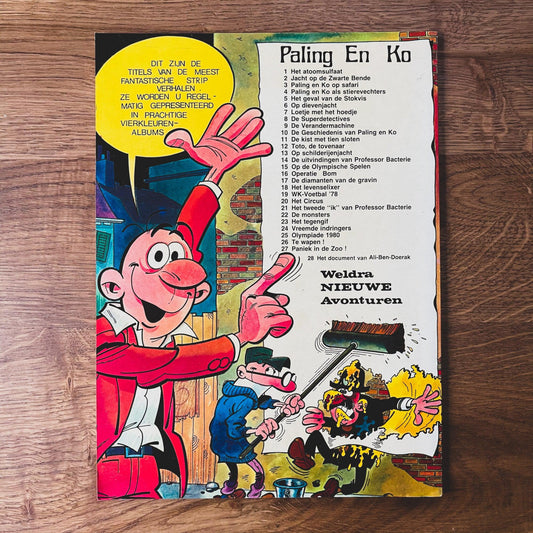 DIT ZIJN DE
TITELS VAN DE MEEST
FANTASTISCHE STRIP
VERHALEN
ZE WORDEN U REGEL-
MATIG GEPRESENTEERD
IN PRACHTIGE
VIERKLEUREN-
ALBUMS
Paling En Ko
1 Het atoomsulfaat
2 Jacht op de Zwarte Bende
3 Paling en Ko op safari
4 Paling en Ko als stierevechters
5 Het geval van de Stokvis
6 Op dievenjacht
7 Loetje met het hoedje
8 De Superdetectives
9 De Verandermachine
10 De Geschiedenis van Paling en Ko
11 De kist met tien sloten
12 Toto, de tovenaar
13 Op schilderijenjacht
14 De uitvindingen van Professor Bacterie
15 Op de Olympische Spelen
16 Operatie Bom
17 De diamanten van de gravin
18 Het levenselixer
19 WK-Voetbal '78
20 Het Circus
21 Het tweede "ik" van Professor Bacterie
22 De monsters
23 Het tegengif
24 Vreemde indringers
25 Olympiade 1980
26 Te wapen !
27 Paniek in de Zoo !
28 Het document van Ali-Ben-Doerak
Weldra
NIEUWE
Avonturen